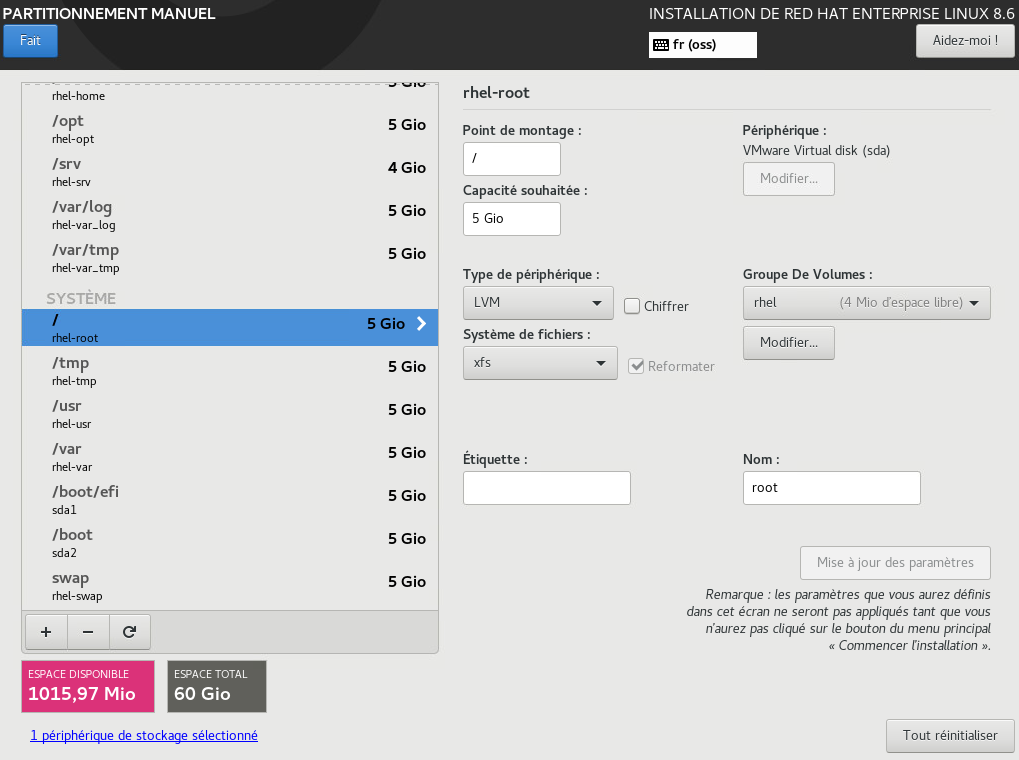 PARTITIONNEMENT MANUEL
INSTALLATION DE RED HAT ENTERPRISE LINUX 8.6
Fait
fr (oss)
Aidez-moi !
5 Gio
rhel-home
/opt
5 Gio
rhel-opt
/srv
4 Gio
rhel-srv
/var/log
5 Gio
rhel-var_log
/var/tmp
5 Gio
rhel-var_tmp
SYSTÈME
/
5 Gio
rhel-root
/tmp
5 Gio
rhel-tmp
/usr
5 Gio
rhel-usr
/var
5 Gio
rhel-var
/boot/efi
5 Gio
sda1
/boot
5 Gio
sda2
swap
5 Gio
rhel-swap
ESPACE DISPONIBLE
1015,97 Mio
ESPACE TOTAL
60 Gio
1 périphérique de stockage sélectionné
rhel-root
Point de montage :
/
Capacité souhaitée :
5 Gio
Périphérique :
VMware Virtual disk (sda)
Modifier...
Type de périphérique :
LVM
Chiffrer
Système de fichiers :
xfs
Reformater
Groupe De Volumes :
rhel (4 Mio d'espace libre)
Modifier...
Étiquette :
Nom :
root
Mise à jour des paramètres
Remarque : les paramètres que vous aurez définis
dans cet écran ne seront pas appliqués tant que vous
n'aurez pas cliqué sur le bouton du menu principal
« Commencer l'installation ».
Tout réinitialiser